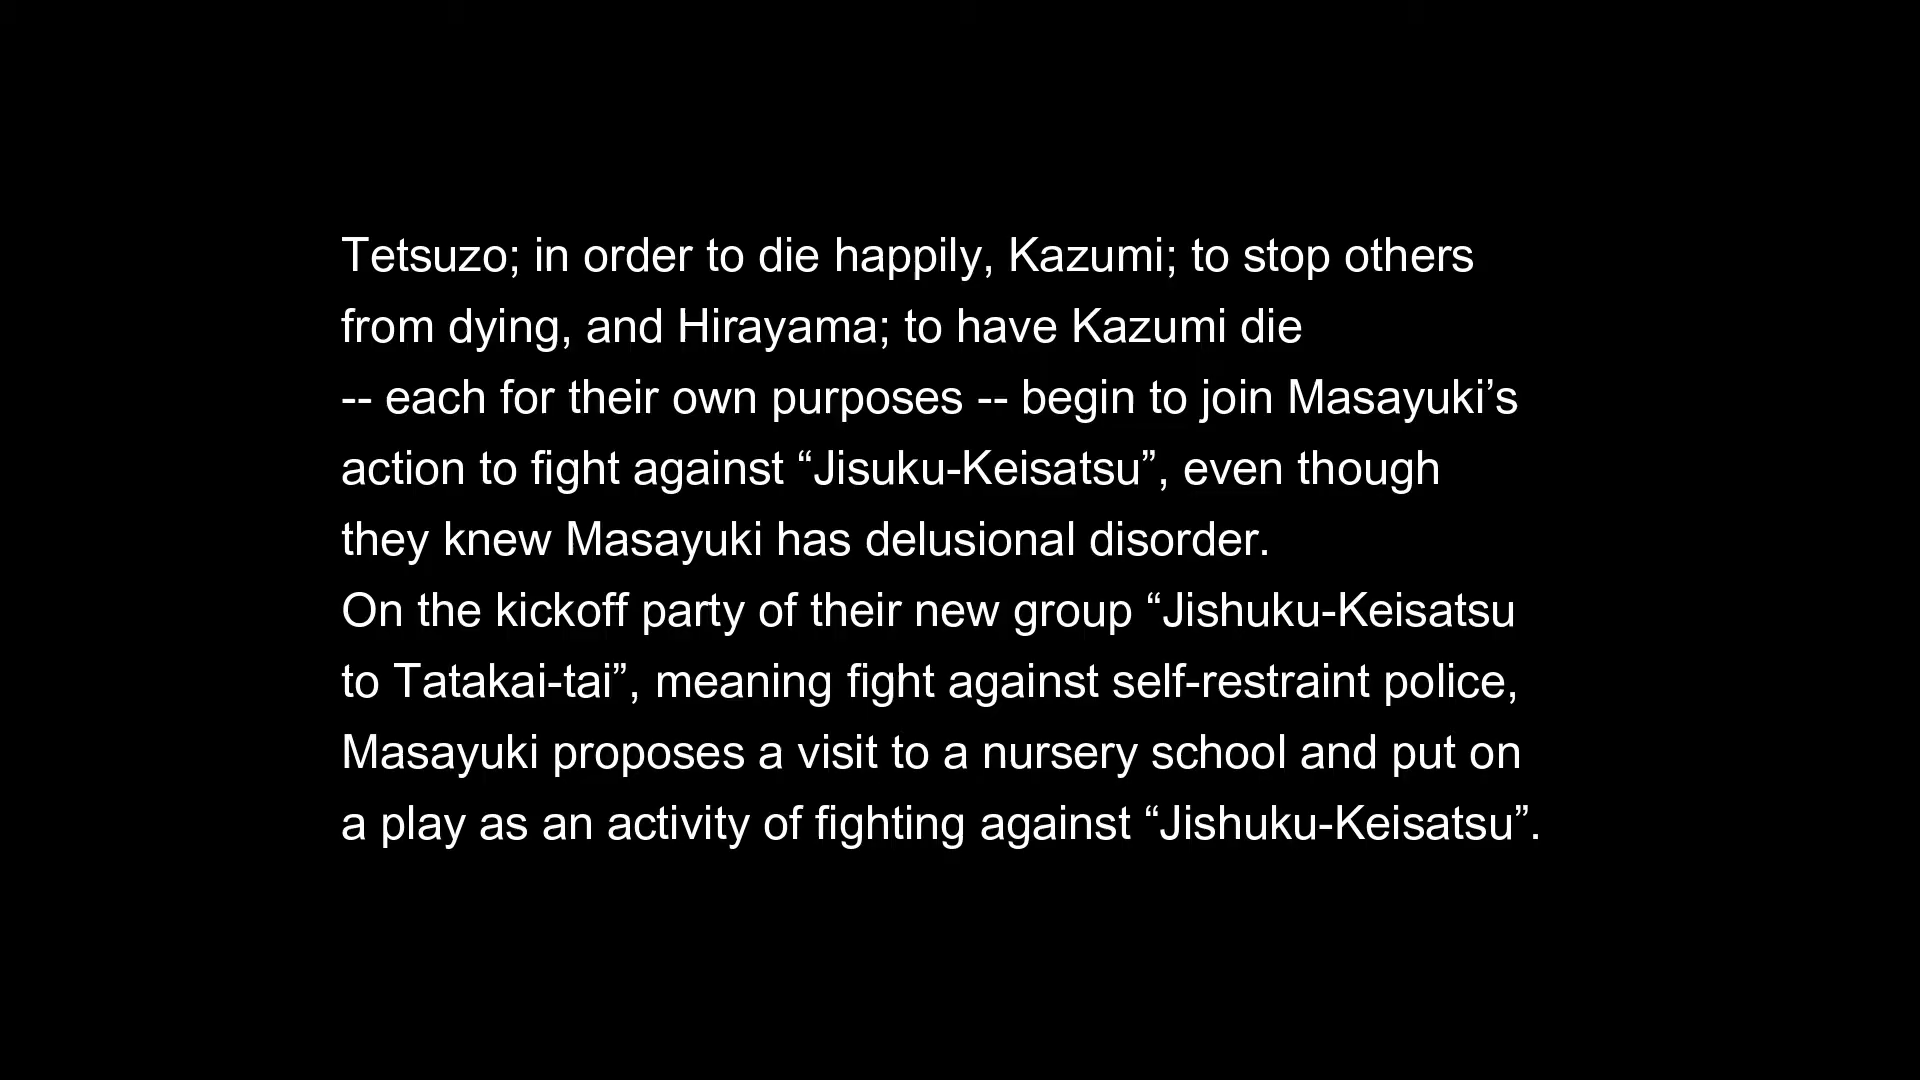 Tetsuzo; in order to die happily, Kazumi; to stop others
from dying, and Hirayama; to have Kazumi die
-- each for their own purposes -- begin to join Masayuki’s
action to fight against “Jisuku-Keisatsu”, even though
they knew Masayuki has delusional disorder.
On the kickoff party of their new group “Jishuku-Keisatsu
to Tatakai-tai”, meaning fight against self-restraint police,
Masayuki proposes a visit to a nursery school and put on
a play as an activity of fighting against “Jishuku-Keisatsu”.